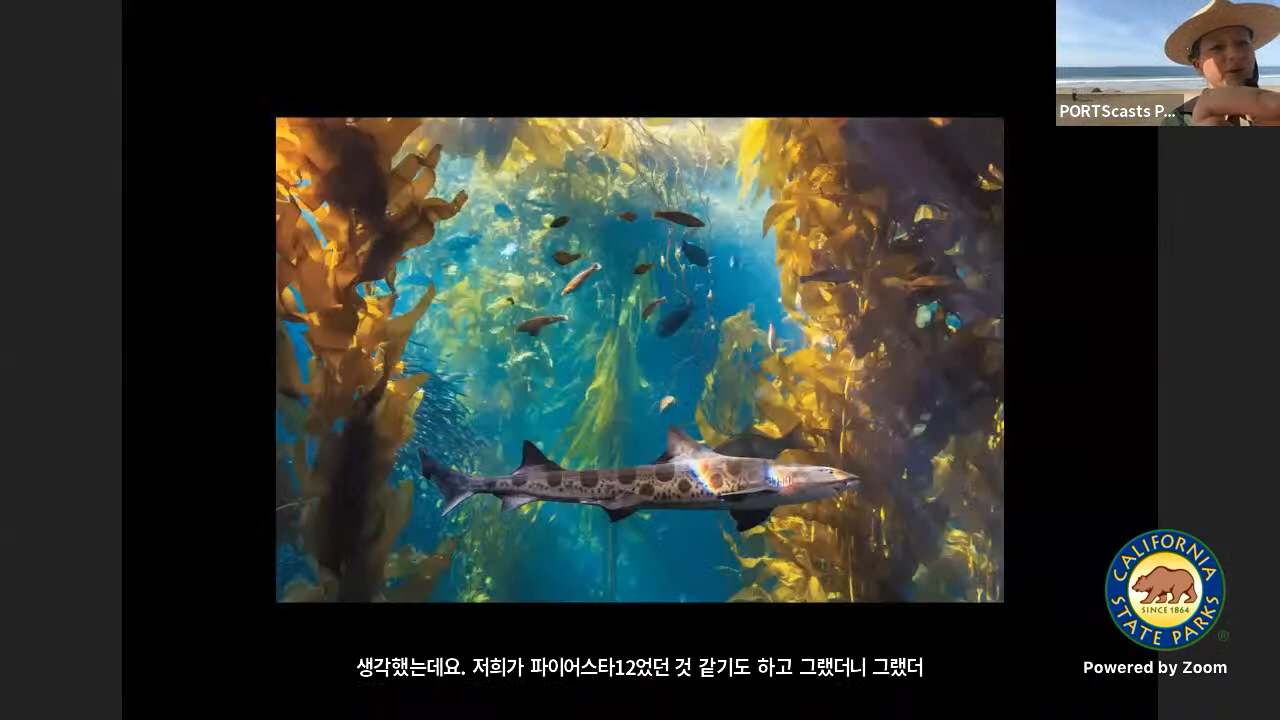 PORTScasts P...
CALIFORNIA
SINCE 1864
STATE PARKS
®
Powered by Zoom
생각했는데요. 저희가 파이어스타12었던 것 같기도 하고 그랬더니 그랬더